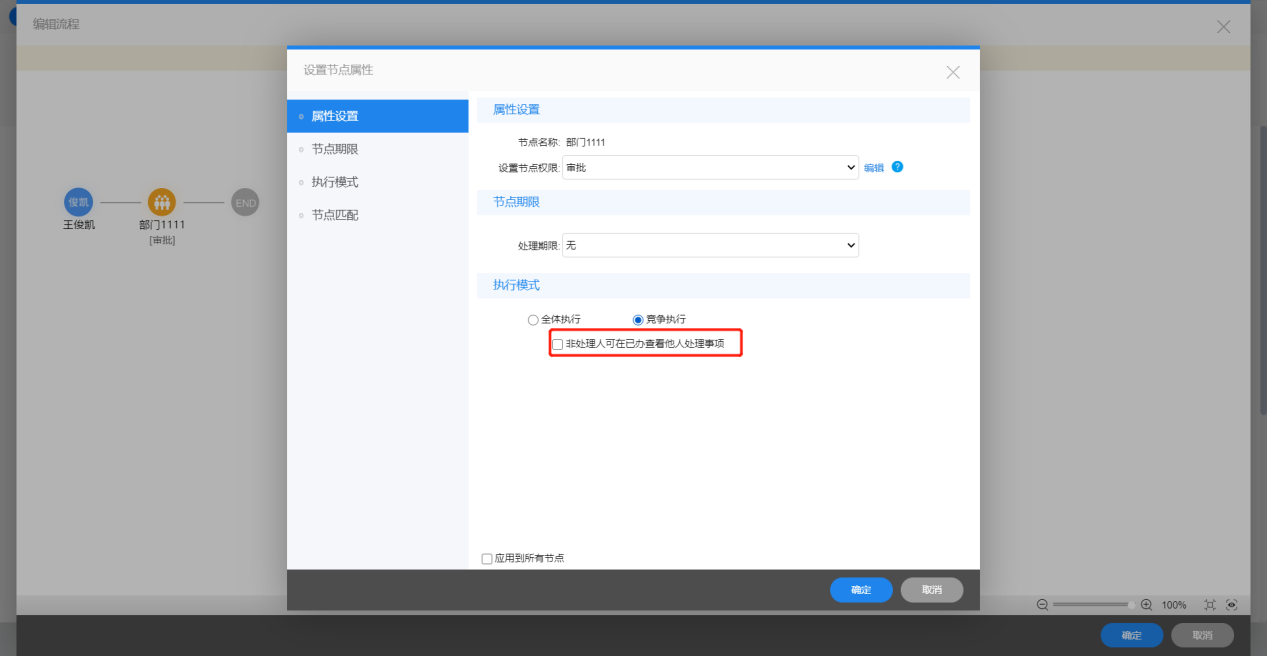 编辑流程
设置节点属性
属性设置
节点期限
执行模式
节点匹配
属性设置
节点名称: 部门1111
设置节点权限: 审批 编辑 ?
节点期限
处理期限: 无
执行模式
全体执行 竞争执行
非处理人可在已办查看他人处理事项
应用到所有节点
确定 取消
俊凯 END
王俊凯 部门1111
[审批]
100%
确定 取消